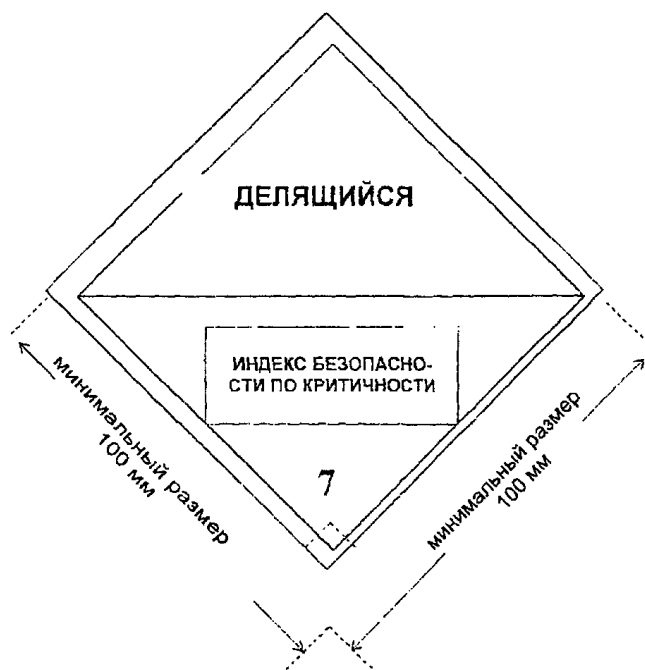 ДЕЛЯЩИЙСЯ
ИНДЕКС БЕЗОПАСНО-
СТИ ПО КРИТИЧНОСТИ
7
минимальный размер
100 мм
минимальный размер
100 мм